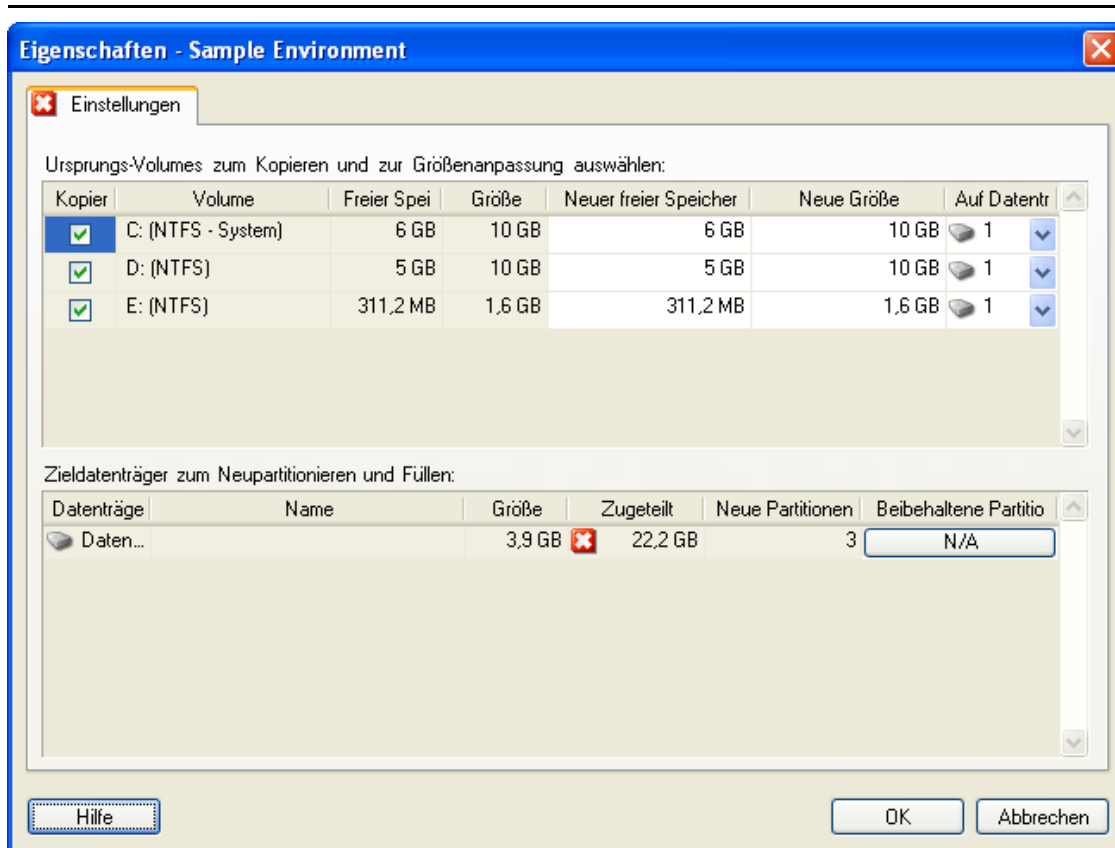 Eigenschaften - Sample Environment
Einstellungen
Ursprungs-Volumes zum Kopieren und zur Größenanpassung auswählen:
Kopier Volume Freier Spei Größe Neuer freier Speicher Neue Größe Auf Datentr
C: (NTFS - System) 6 GB 10 GB 6 GB 10 GB 1
D: (NTFS) 5 GB 10 GB 5 GB 10 GB 1
E: (NTFS) 311,2 MB 1,6 GB 311,2 MB 1,6 GB 1
Zieldatenträger zum Neupartitionieren und Füllen:
Datenträge Name Größe Zugeteilt Neue Partitionen Beibehaltene Partitio
Daten... 3,9 GB 22,2 GB 3 N/A
Hilfe OK Abbrechen